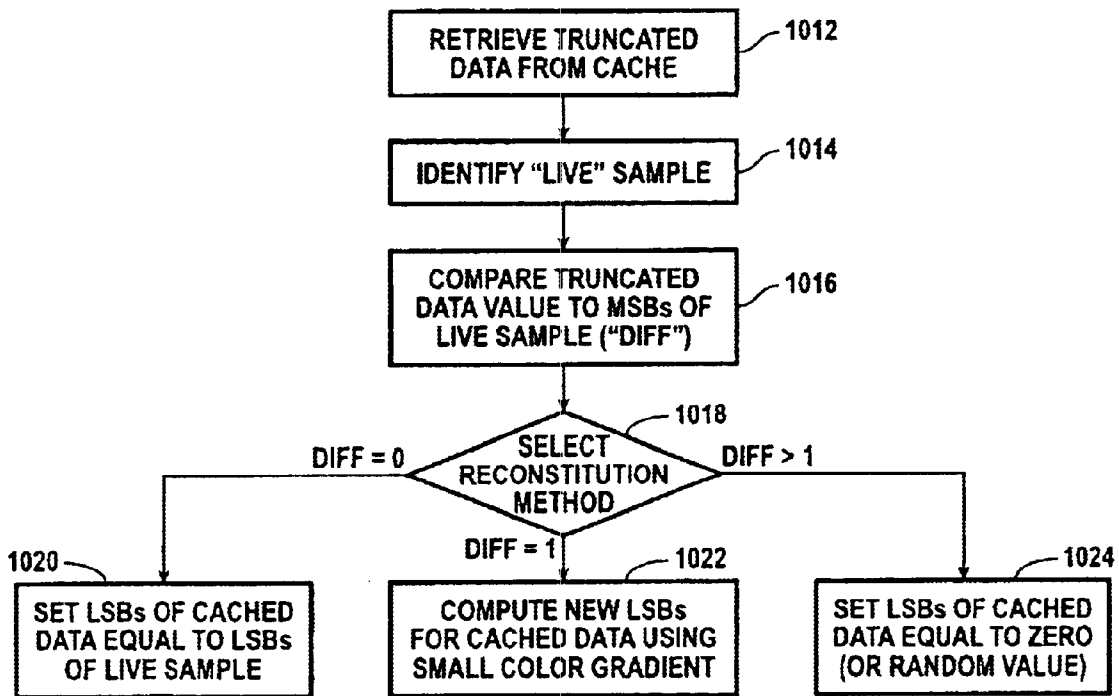 RETRIEVE TRUNCATED
DATA FROM CACHE
1012
IDENTIFY “LIVE” SAMPLE
1014
COMPARE TRUNCATED
DATA VALUE TO MSBs OF
LIVE SAMPLE (“DIFF”)
1016
SELECT
RECONSTITUTION
METHOD
1018
DIFF = 0
DIFF = 1
DIFF > 1
1020
SET LSBs OF CACHED
DATA EQUAL TO LSBs
OF LIVE SAMPLE
1022
COMPUTE NEW LSBs
FOR CACHED DATA USING
SMALL COLOR GRADIENT
1024
SET LSBs OF CACHED
DATA EQUAL TO ZERO
(OR RANDOM VALUE)